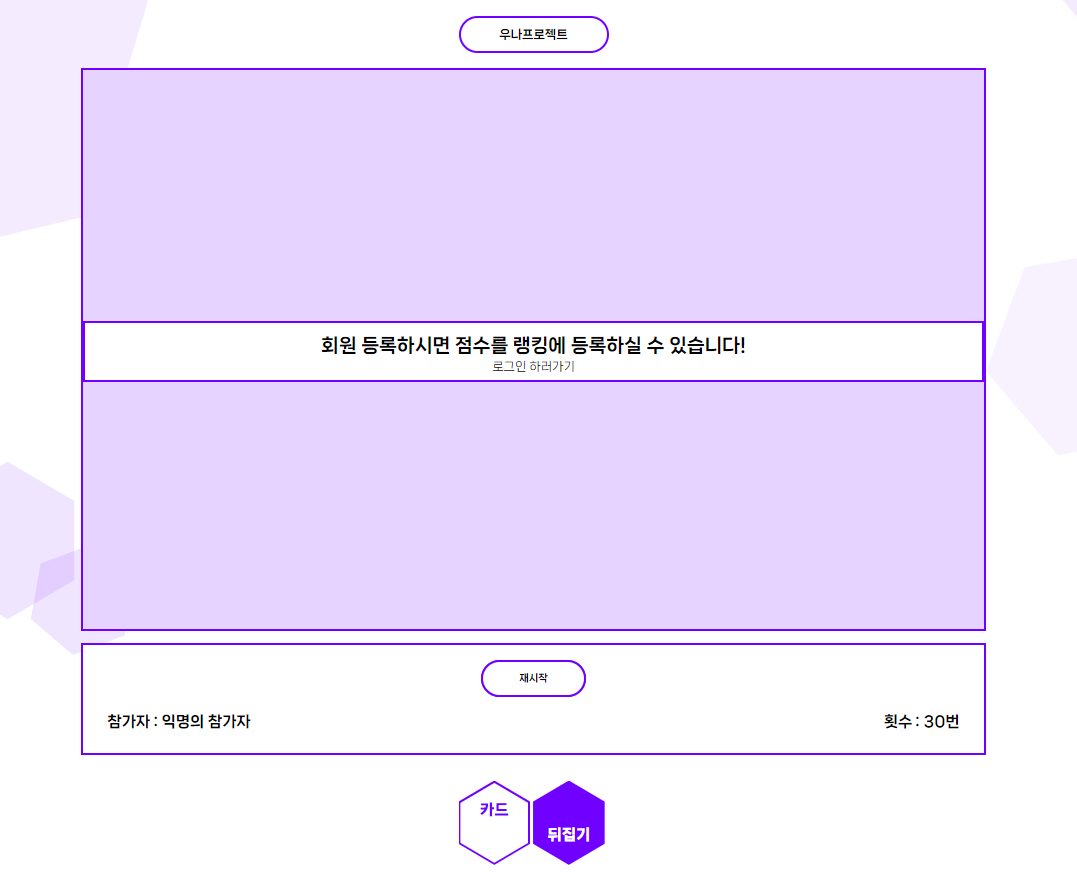 우나프로젝트
회원 등록하시면 점수를 랭킹에 등록하실 수 있습니다!
로그인 하러가기
재시작
참가자 : 익명의 참가자
횟수 : 30번
카드
뒤집기